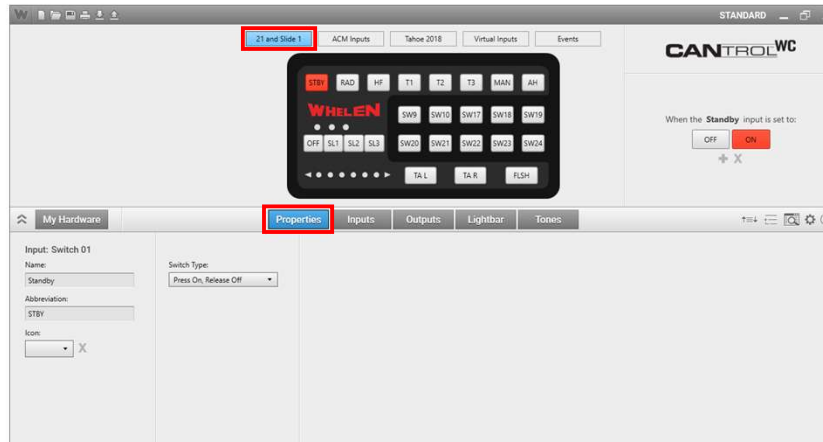 W STANDARD
21 and Slide 1 ACM Inputs Tahoe 2018 Virtual Inputs Events
CANTROLWC
STBY RAD HF T1 T2 T3 MAN AH
WHELEN SW9 SW10 SW17 SW18 SW19
OFF SL1 SL2 SL3 SW20 SW21 SW22 SW23 SW24
TA L TA R FLSH
When the Standby input is set to:
OFF ON
My Hardware Properties Inputs Outputs Lightbar Tones
Input: Switch 01
Name: Switch Type:
Standby Press On, Release Off
Abbreviation:
STBY
Icon:
X